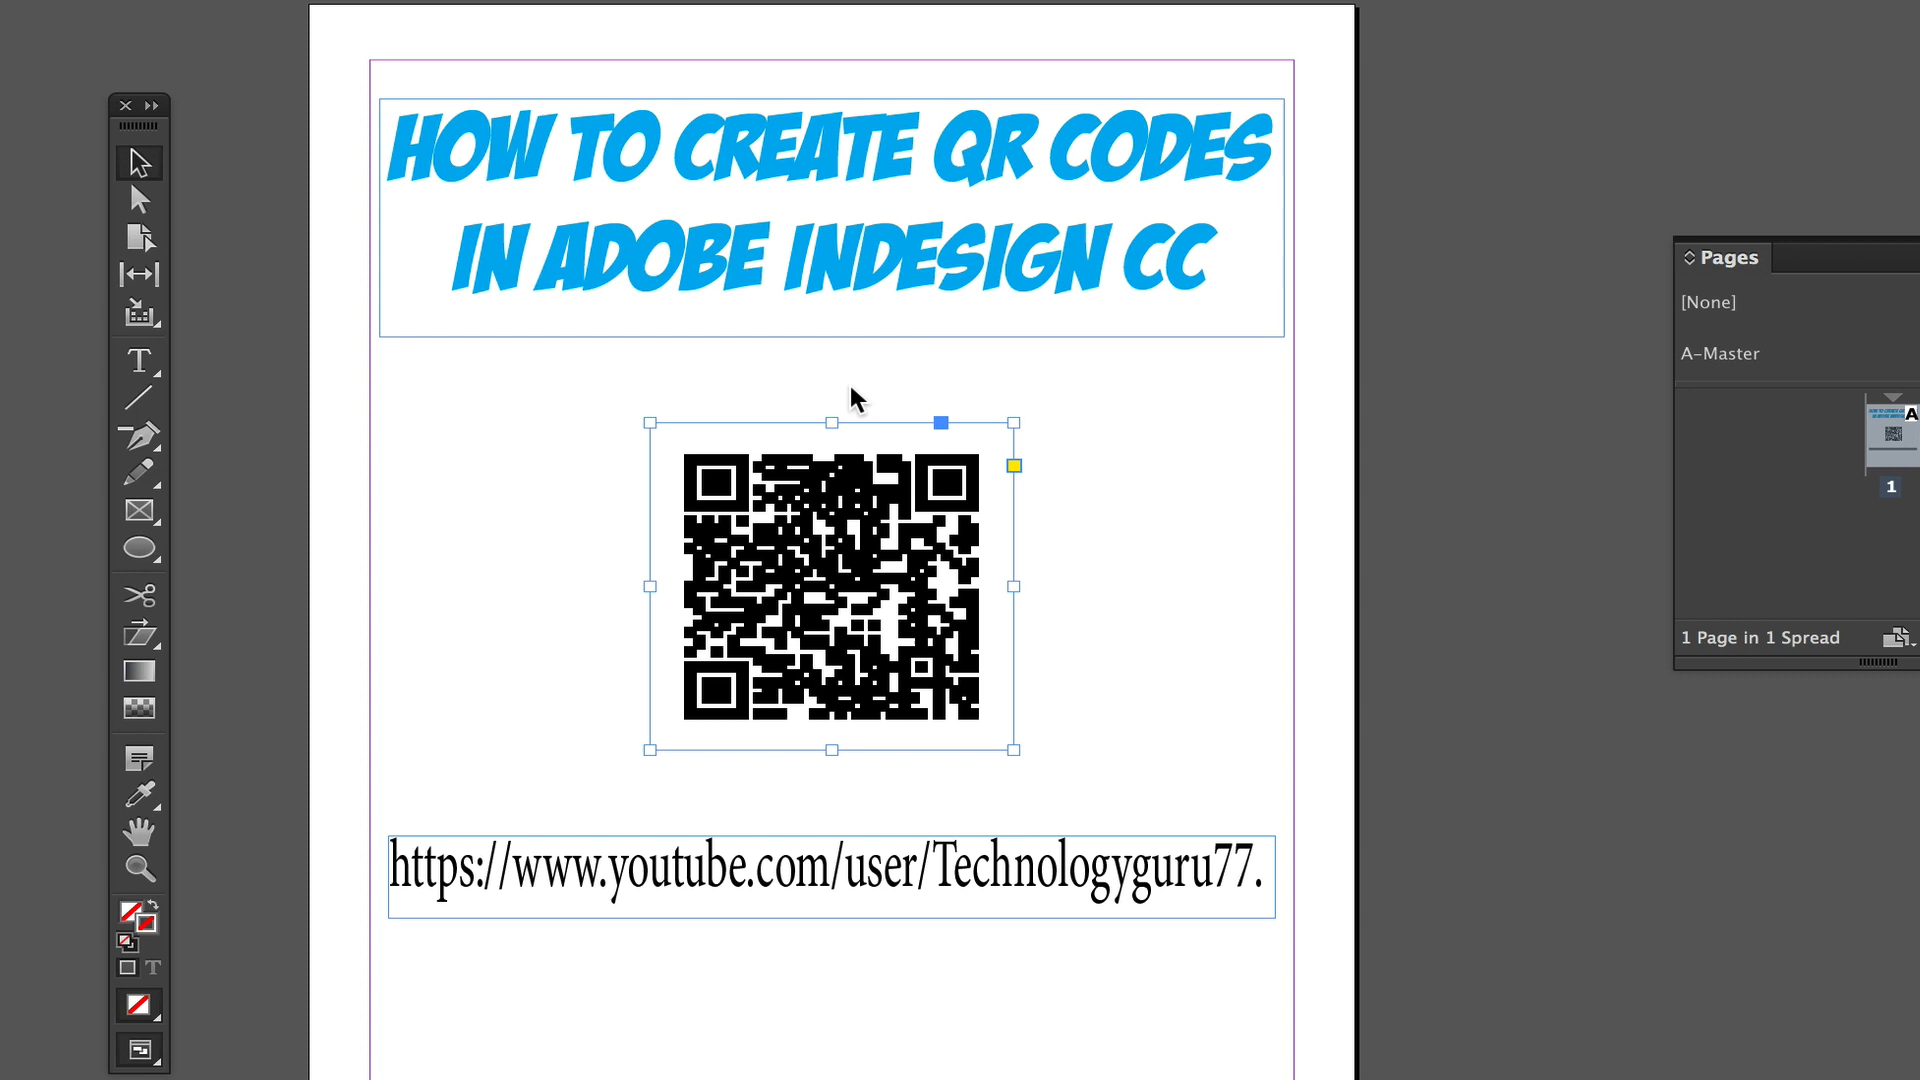 HOW TO CREATE QR CODES
IN ADOBE INDESIGN CC
https://www.youtube.com/user/Technologyguru77.
Pages
[None]
A-Master
A
1
1 Page in 1 Spread
T
T